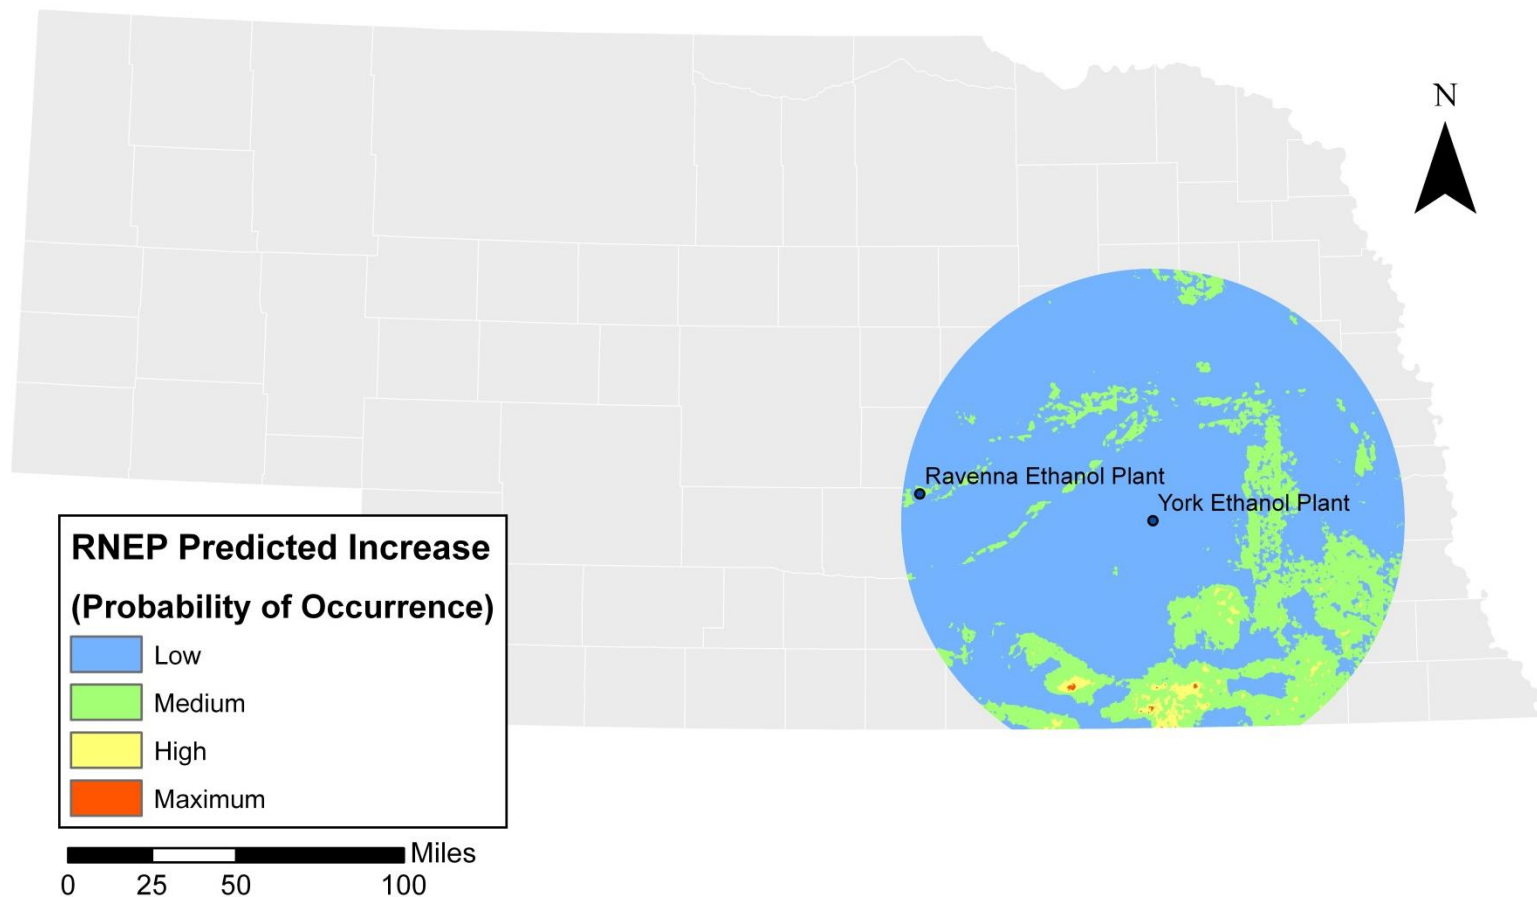 N
Ravenna Ethanol Plant
York Ethanol Plant
RNEP Predicted Increase
(Probability of Occurrence)
Low
Medium
High
Maximum
Miles
0 25 50 100